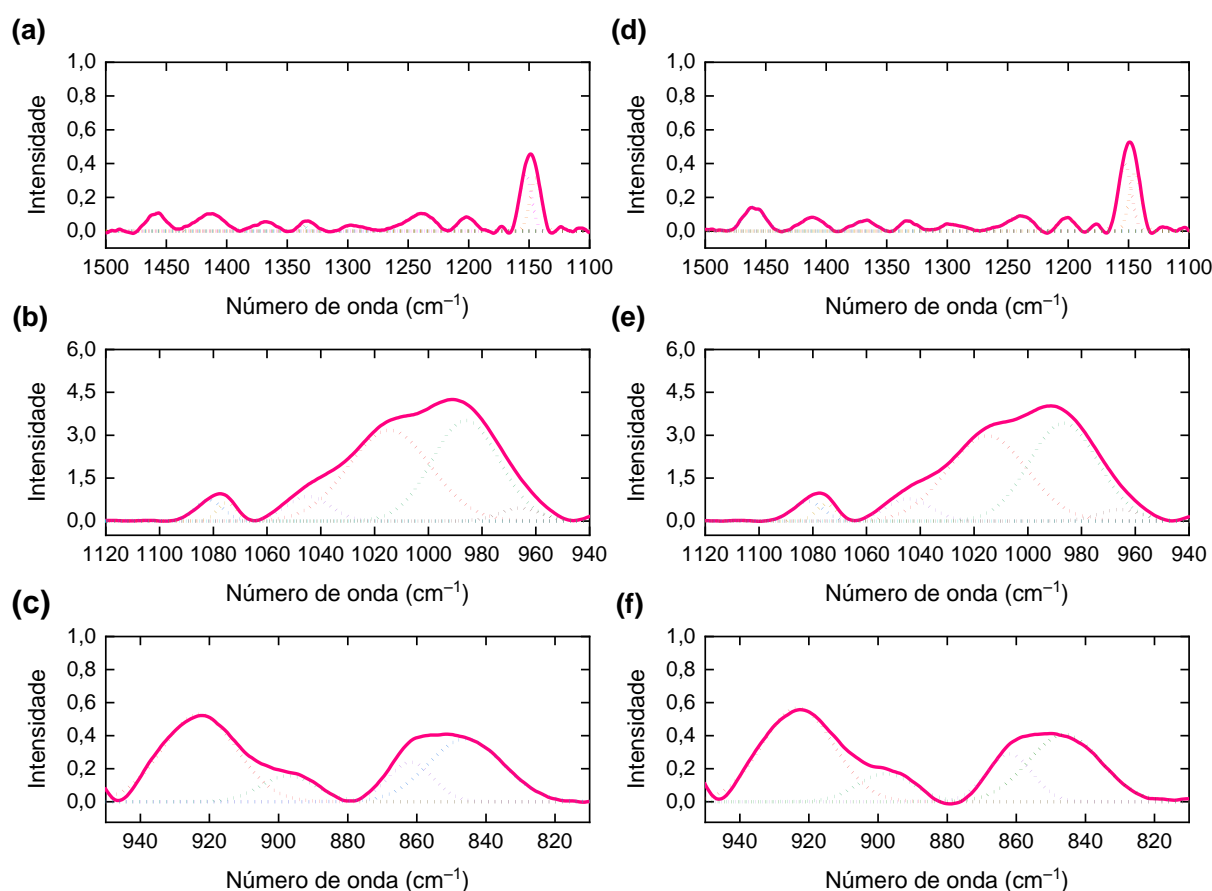 (a)
Intensidade
1,0
0,8
0,6
0,4
0,2
0,0
1500 1450 1400 1350 1300 1250 1200 1150 1100
Número de onda (cm⁻¹)
(d)
Intensidade
1,0
0,8
0,6
0,4
0,2
0,0
1500 1450 1400 1350 1300 1250 1200 1150 1100
Número de onda (cm⁻¹)
(b)
Intensidade
6,0
4,5
3,0
1,5
0,0
1120 1100 1080 1060 1040 1020 1000 980 960 940
Número de onda (cm⁻¹)
(e)
Intensidade
6,0
4,5
3,0
1,5
0,0
1120 1100 1080 1060 1040 1020 1000 980 960 940
Número de onda (cm⁻¹)
(c)
Intensidade
1,0
0,8
0,6
0,4
0,2
0,0
940 920 900 880 860 840 820
Número de onda (cm⁻¹)
(f)
Intensidade
1,0
0,8
0,6
0,4
0,2
0,0
940 920 900 880 860 840 820
Número de onda (cm⁻¹)